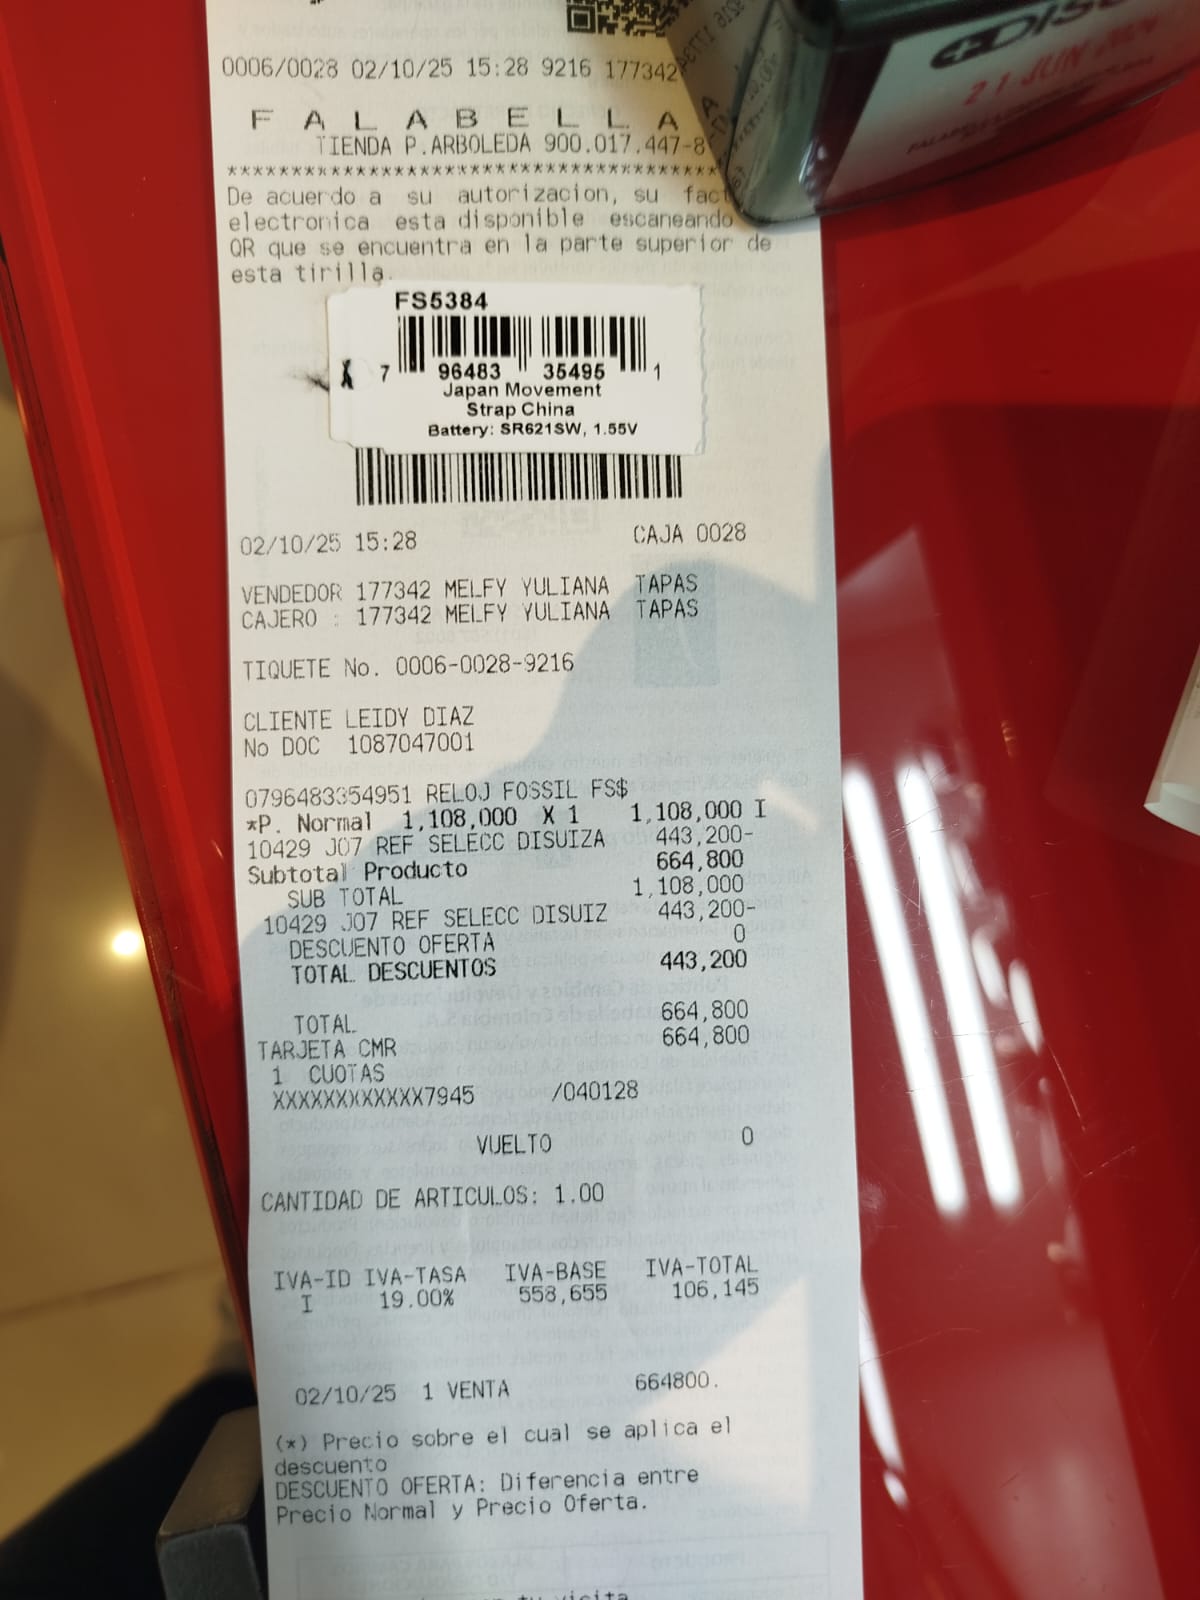 0006/0028 02/10/25 15:28 9216 177342
F A L A B E L L A
TIENDA P.ARBOLEDA 900.017.447-8
****************************************
De acuerdo a su autorizacion, su fact
electronica esta disponible escaneando
QR que se encuentra en la parte superior de
esta tirilla.
FS5384
7 96483 35495 1
Japan Movement
Strap China
Battery: SR621SW, 1.55V
02/10/25 15:28 CAJA 0028
VENDEDOR 177342 MELFY YULIANA TAPAS
CAJERO : 177342 MELFY YULIANA TAPAS
TIQUETE No. 0006-0028-9216
CLIENTE LEIDY DIAZ
No DOC 1087047001
0796483354951 RELOJ FOSSIL FS$
*P. Normal 1,108,000 X 1 1,108,000 I
10429 J07 REF SELECC DISUIZA 443,200-
Subtotal Producto 664,800
SUB TOTAL 1,108,000
10429 J07 REF SELECC DISUIZ 443,200-
DESCUENTO OFERTA 0
TOTAL DESCUENTOS 443,200
TOTAL 664,800
TARJETA CMR 664,800
1 CUOTAS
XXXXXXXXXXXX7945 /040128
VUELTO 0
CANTIDAD DE ARTICULOS: 1.00
IVA-ID IVA-TASA IVA-BASE IVA-TOTAL
I 19.00% 558,655 106,145
02/10/25 1 VENTA 664800.
(*) Precio sobre el cual se aplica el
descuento
DESCUENTO OFERTA: Diferencia entre
Precio Normal y Precio Oferta.
tu visita
21 JUN